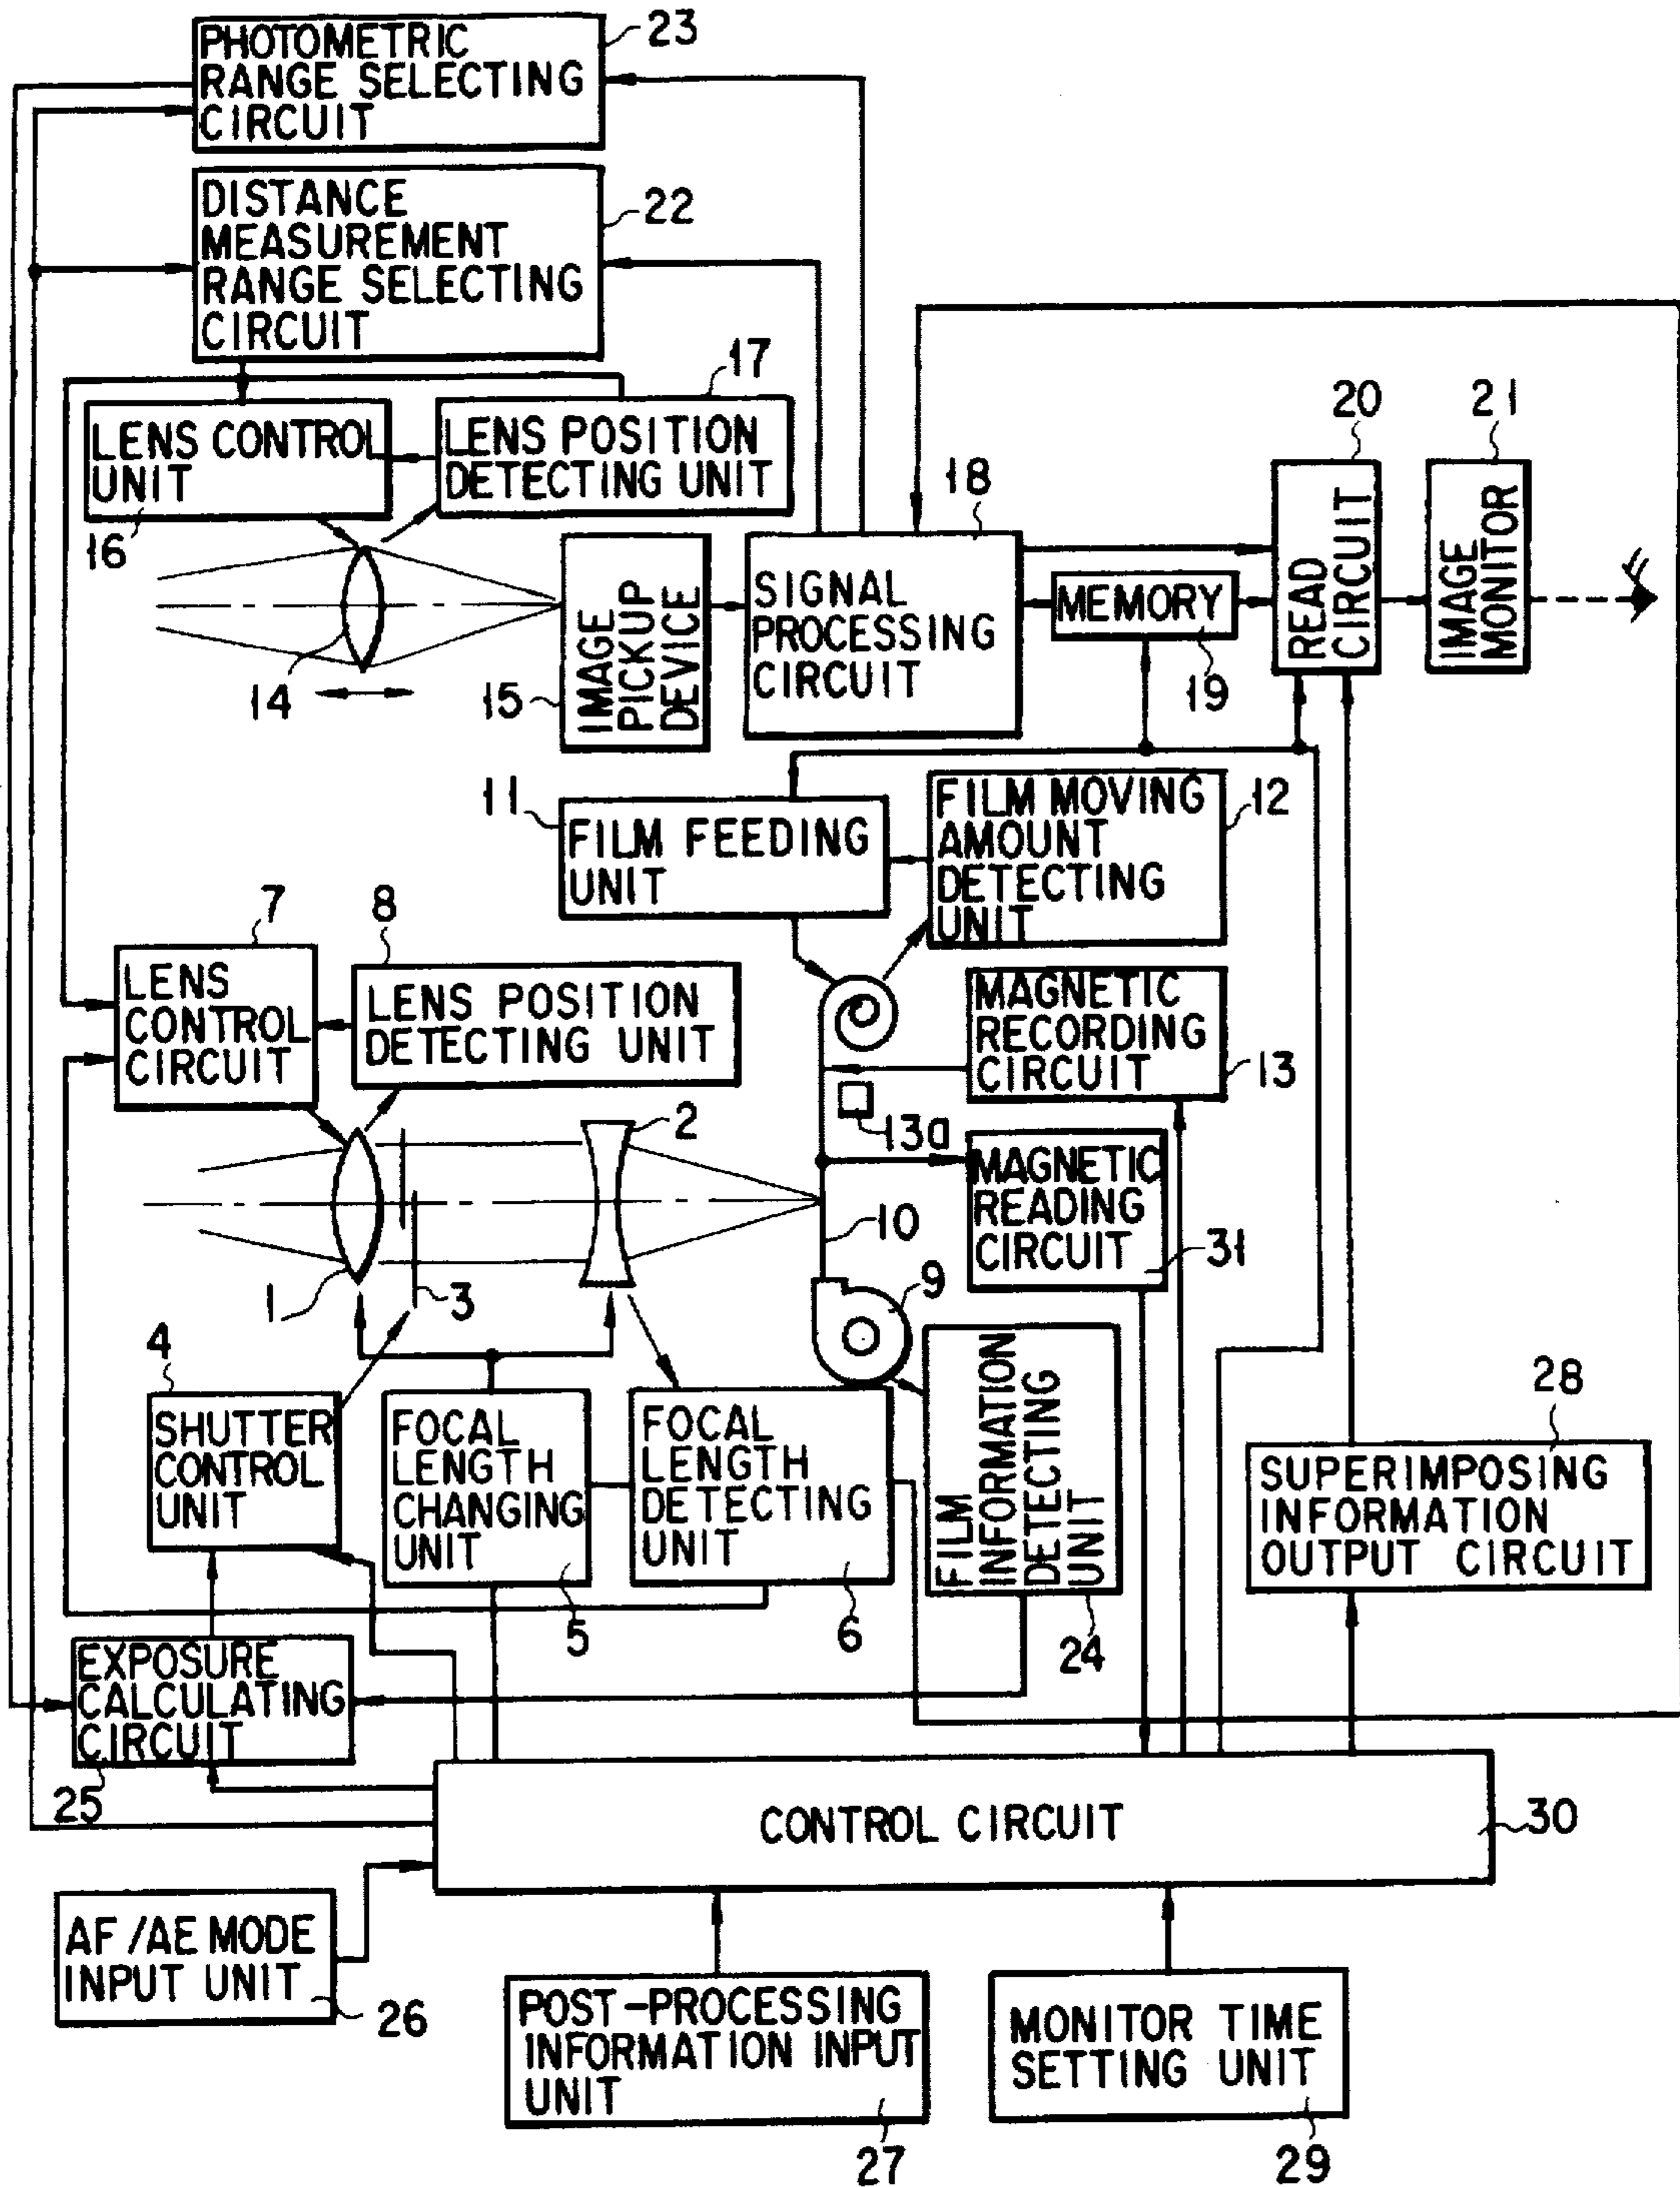 PHOTOMETRIC
RANGE SELECTING
CIRCUIT
23
DISTANCE
MEASUREMENT
RANGE SELECTING
CIRCUIT
22
17
LENS CONTROL
UNIT
16
LENS POSITION
DETECTING UNIT
20
21
18
14
15
IMAGE
PICKUP
DEVICE
SIGNAL
PROCESSING
CIRCUIT
MEMORY
19
READ
CIRCUIT
IMAGE
MONITOR
11
FILM FEEDING
UNIT
FILM MOVING
AMOUNT
DETECTING
UNIT
12
7
8
LENS
CONTROL
CIRCUIT
LENS POSITION
DETECTING UNIT
MAGNETIC
RECORDING
CIRCUIT
13
13a
2
MAGNETIC
READING
CIRCUIT
31
10
1
3
9
4
SHUTTER
CONTROL
UNIT
FOCAL
LENGTH
CHANGING
UNIT
5
FOCAL
LENGTH
DETECTING
UNIT
6
FILM
INFORMATION
DETECTING
UNIT
24
28
SUPERIMPOSING
INFORMATION
OUTPUT CIRCUIT
EXPOSURE
CALCULATING
CIRCUIT
25
CONTROL CIRCUIT
30
AF/AE MODE
INPUT UNIT
26
POST-PROCESSING
INFORMATION INPUT
UNIT
27
MONITOR TIME
SETTING UNIT
29